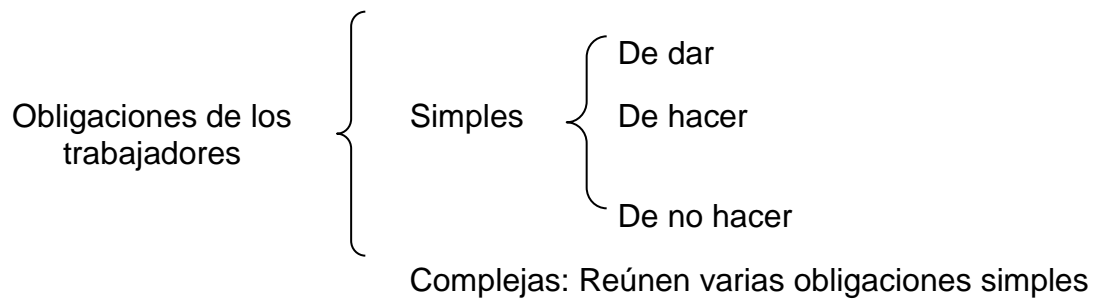 Obligaciones de los
trabajadores
Simples
De dar
De hacer
De no hacer
Complejas: Reúnen varias obligaciones simples